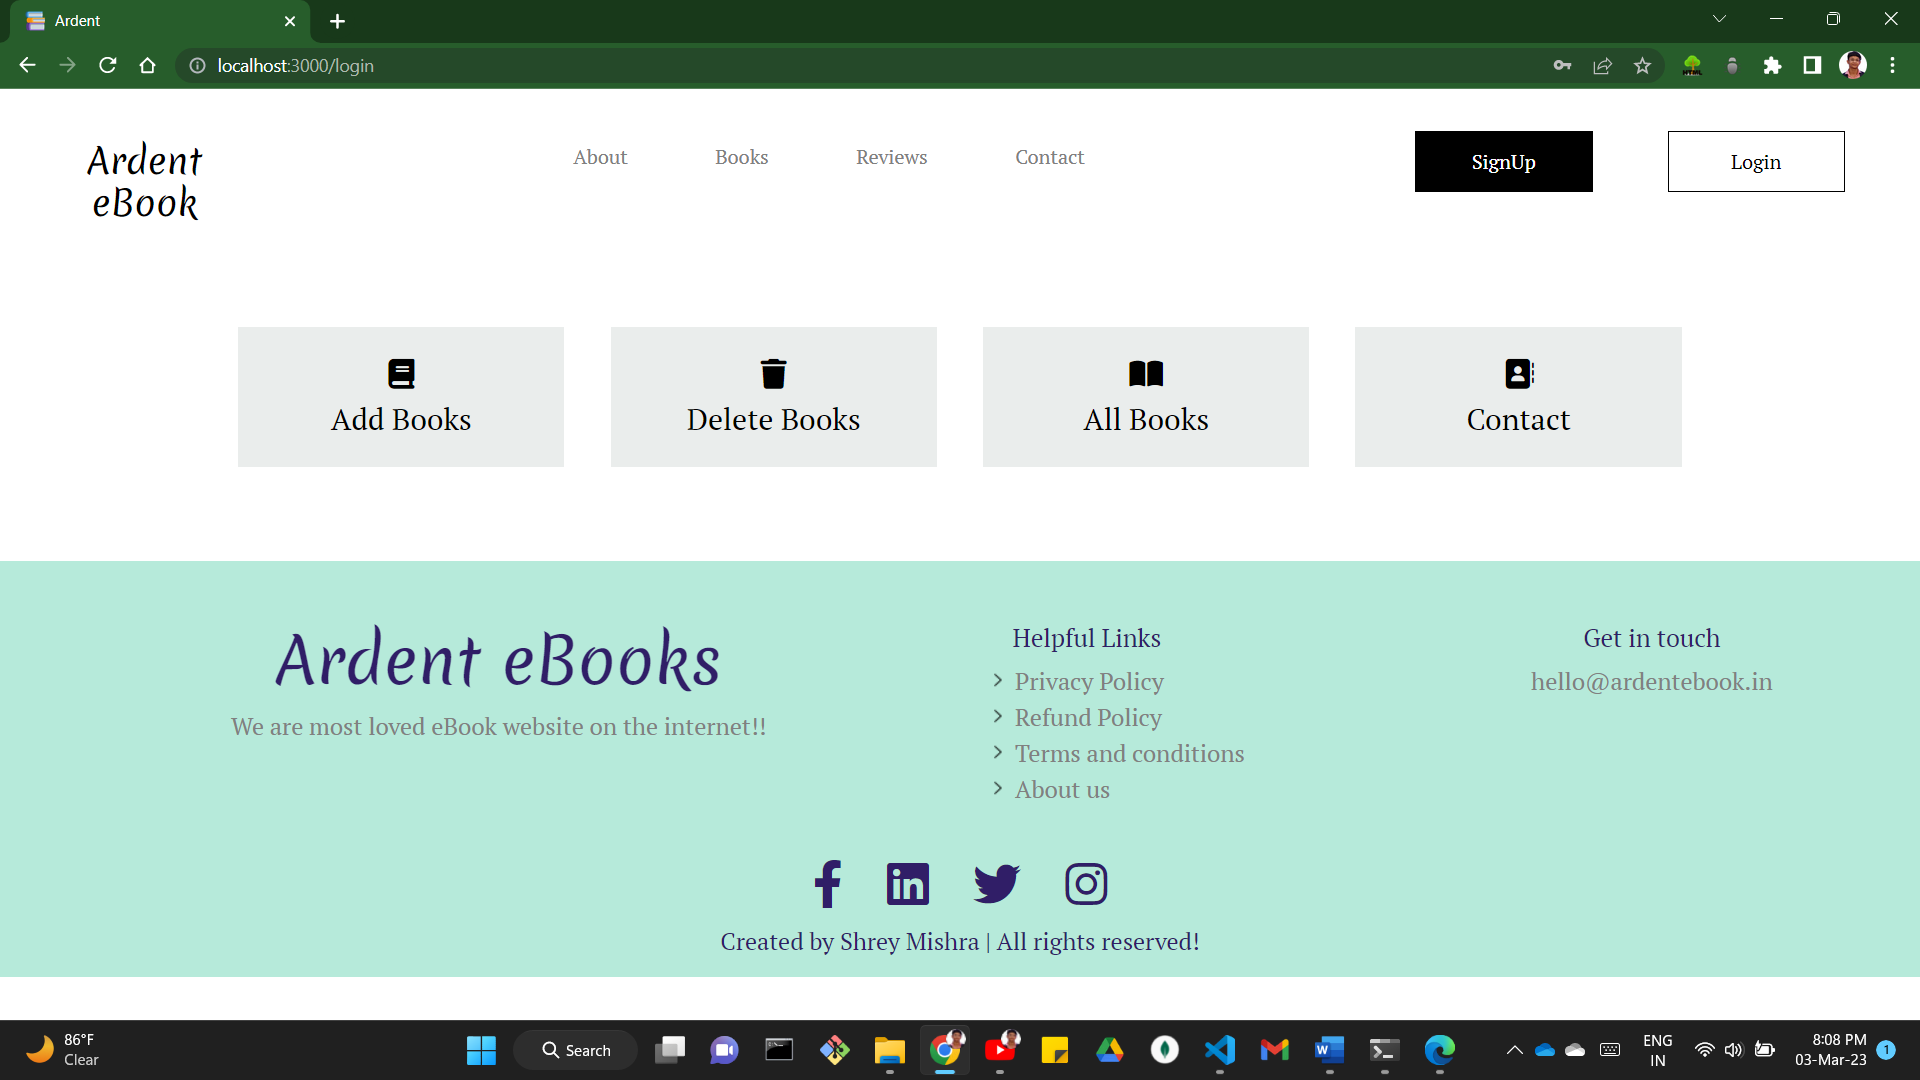 Ardent
localhost:3000/login
Ardent
eBook
About
Books
Reviews
Contact
SignUp
Login
Add Books
Delete Books
All Books
Contact
Ardent eBooks
We are most loved eBook website on the internet!!
Helpful Links
Privacy Policy
Refund Policy
Terms and conditions
About us
Get in touch
hello@ardentebook.in
Created by Shrey Mishra | All rights reserved!
86°F
Clear
Search
ENG
IN
8:08 PM
03-Mar-23
1